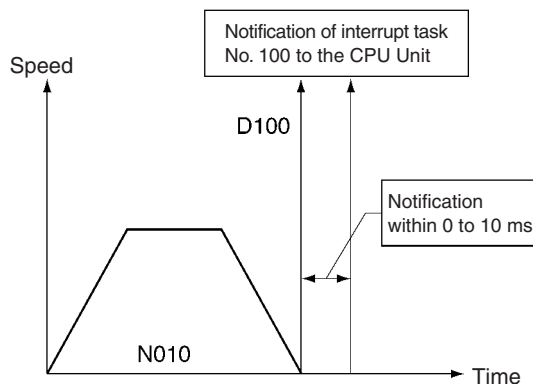 Notification of interrupt task
No. 100 to the CPU Unit
Speed
D100
Notification
within 0 to 10 ms
N010
Time